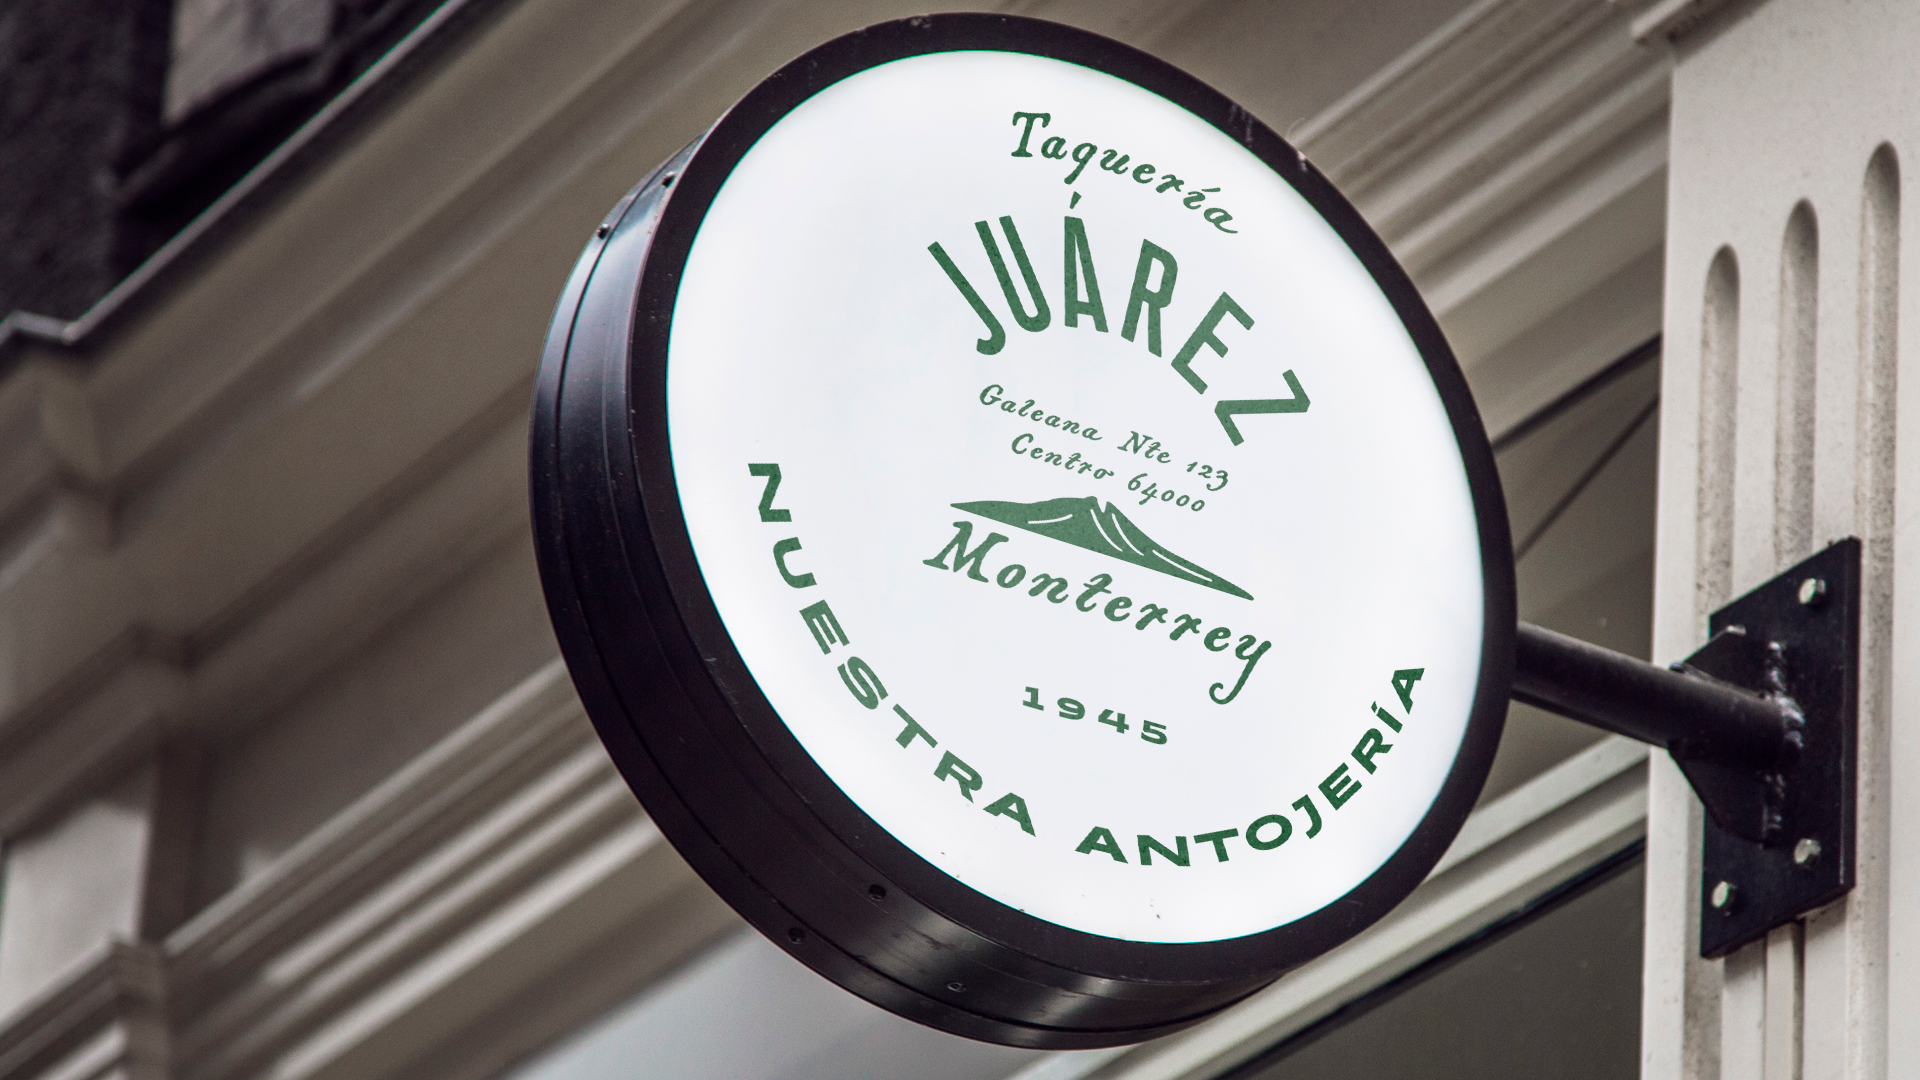 Taquería
JUÁREZ
Galeana Nte 123
Centro 64000
Monterrey
1945
NUESTRA ANTOJERÍA